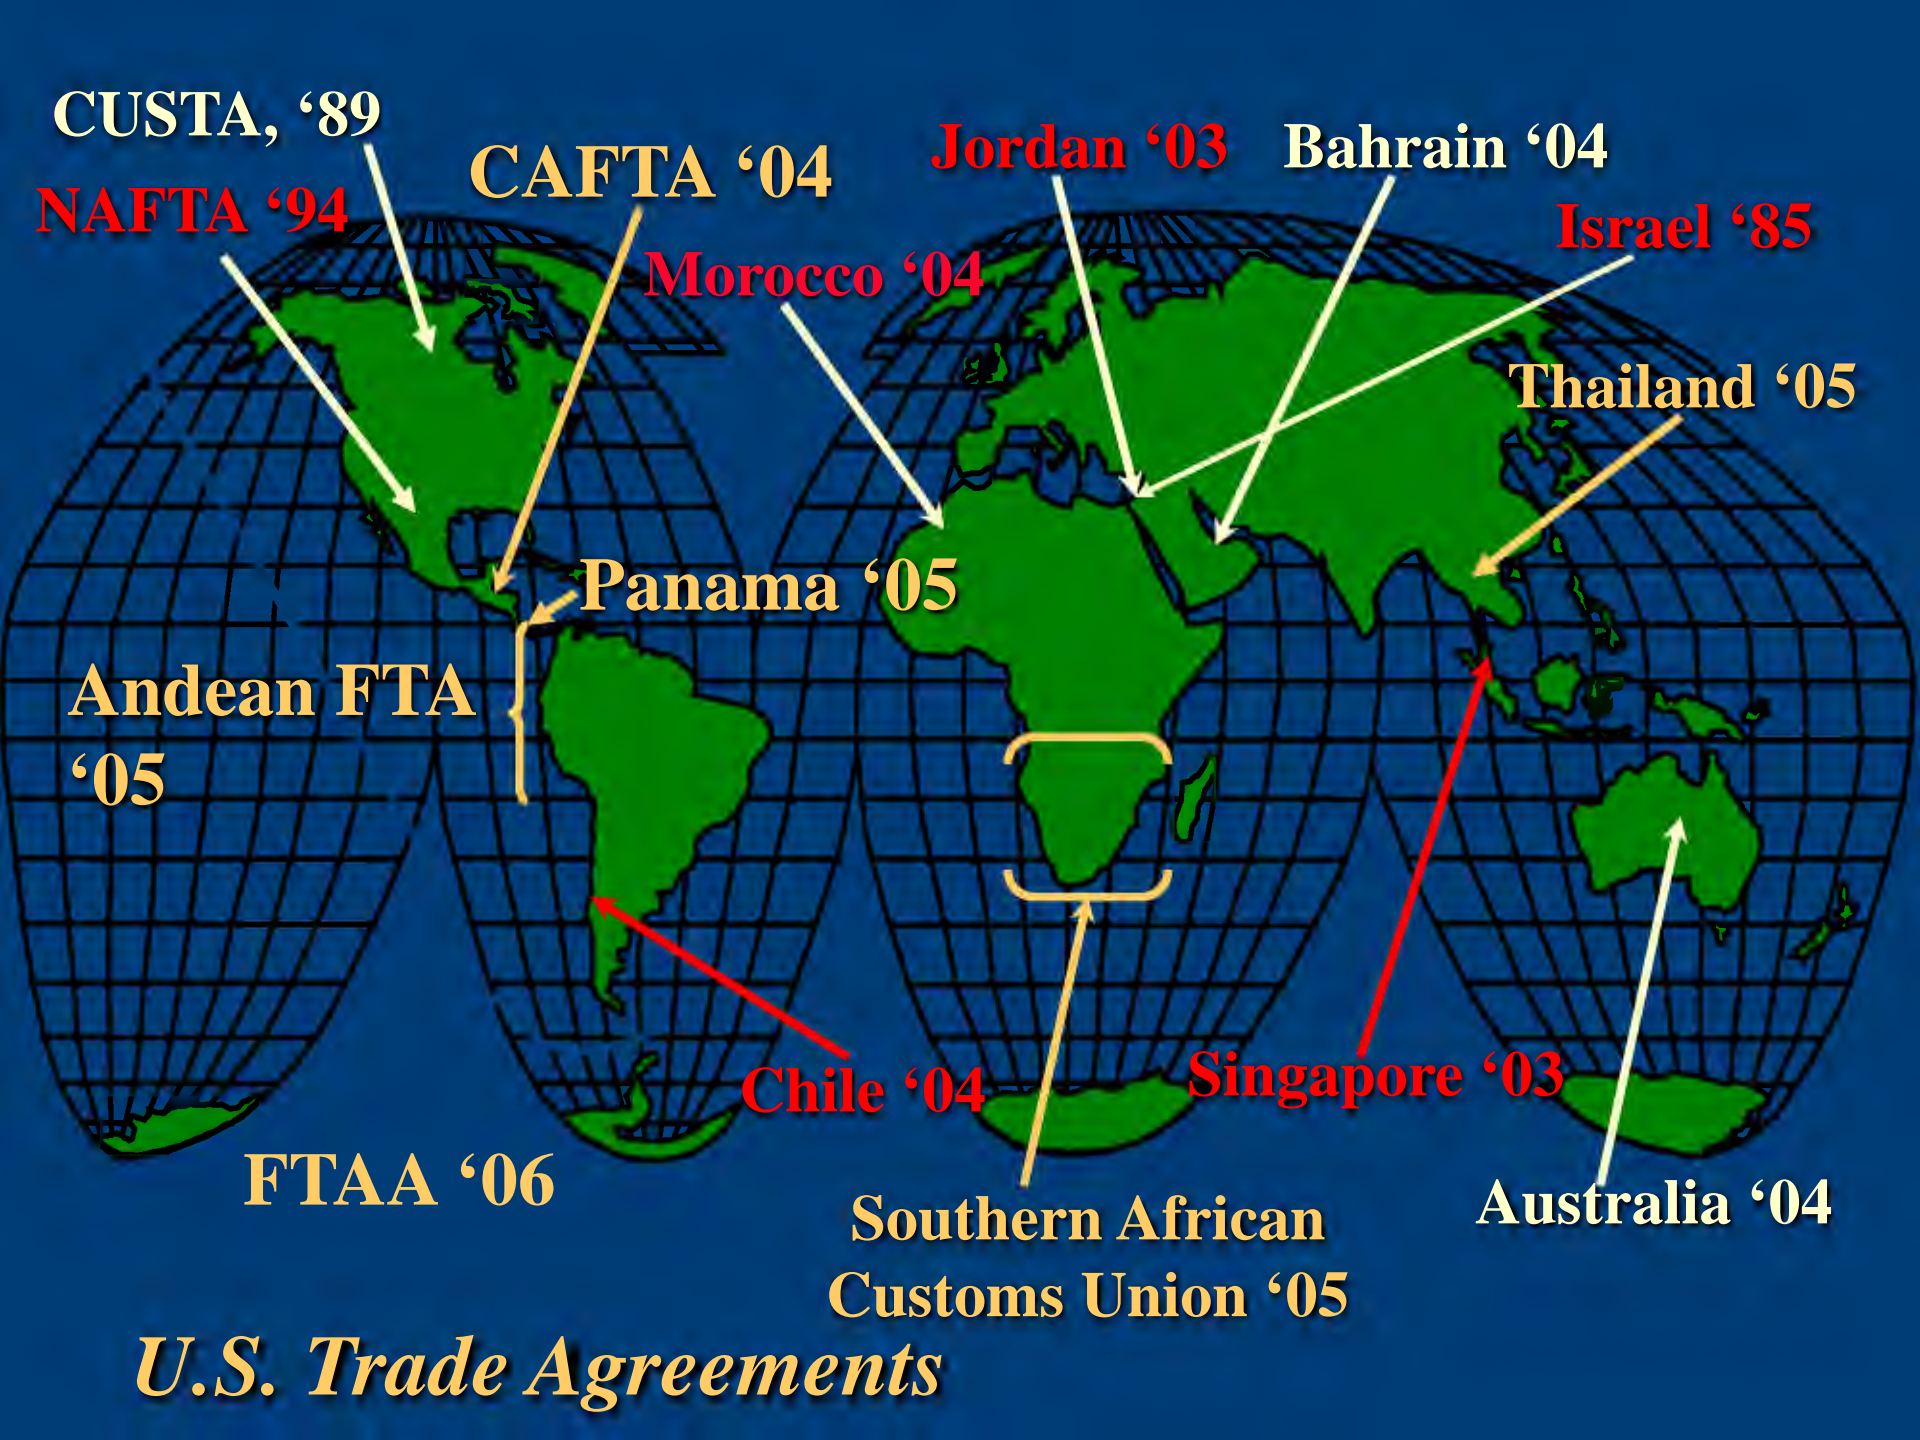 CUSTA, ‘89
NAFTA ‘94
CAFTA ‘04
Morocco ‘04
Jordan ‘03
Bahrain ‘04
Israel ‘85
Thailand ‘05
Panama ‘05
Andean FTA
‘05
Chile ‘04
Singapore ‘03
FTAA ‘06
Southern African
Customs Union ‘05
Australia ‘04
U.S. Trade Agreements